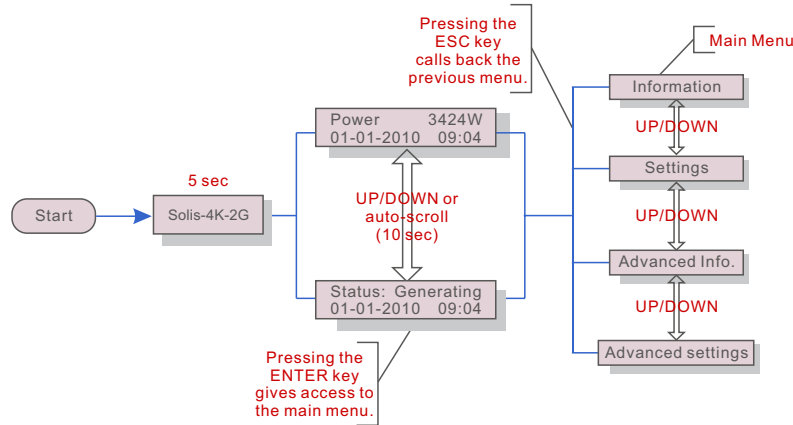 Start
5 sec
Solis-4K-2G
Power 3424W
01-01-2010 09:04
UP/DOWN or
auto-scroll
(10 sec)
Status: Generating
01-01-2010 09:04
Pressing the
ENTER key
gives access to
the main menu.
Pressing the
ESC key
calls back the
previous menu.
Main Menu
Information
UP/DOWN
Settings
UP/DOWN
Advanced Info.
UP/DOWN
Advanced settings